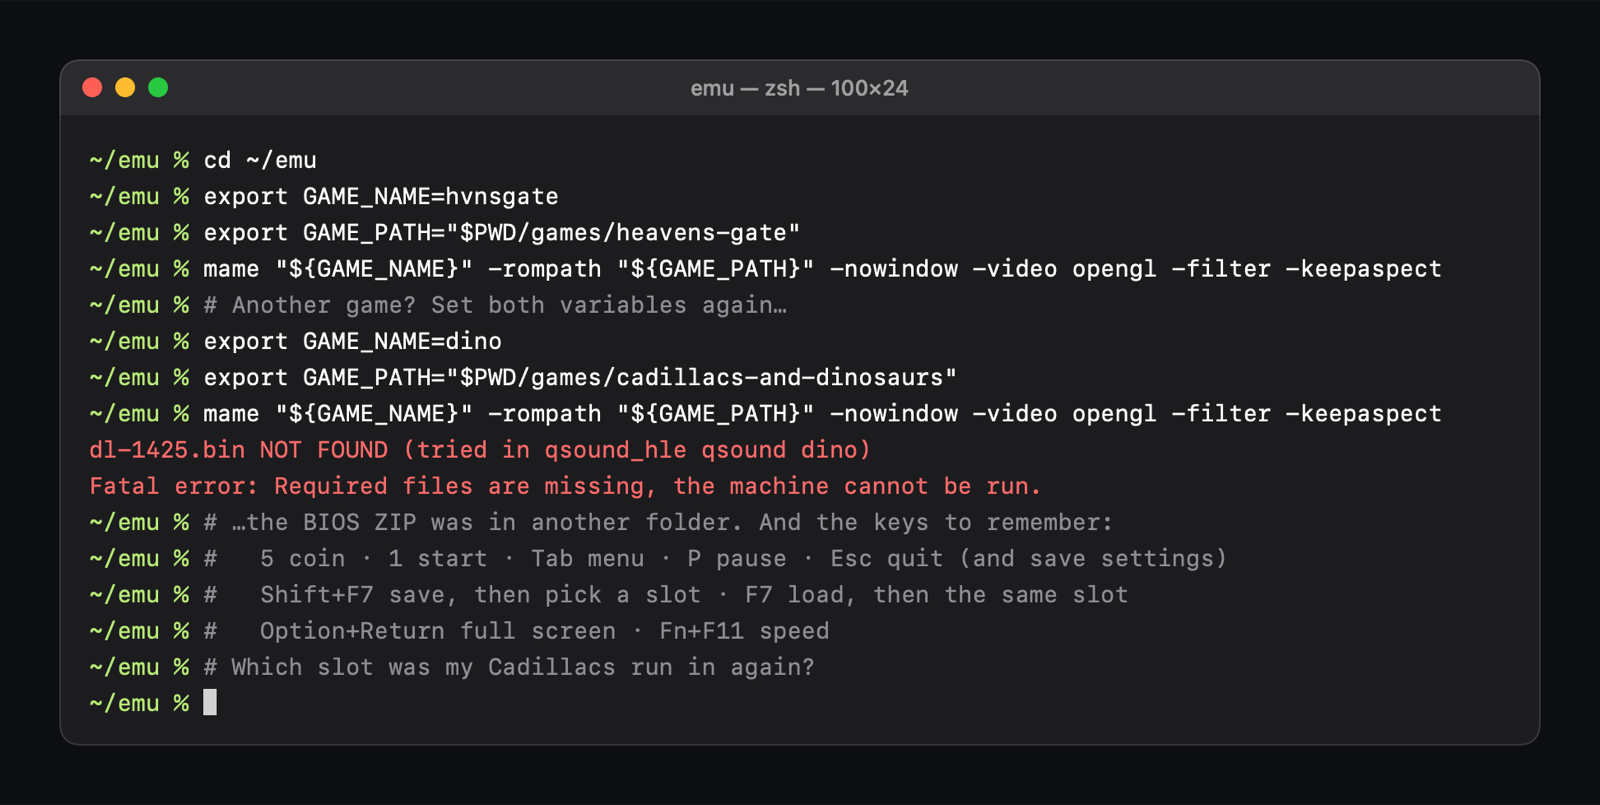 emu — zsh — 100×24
~/emu % cd ~/emu
~/emu % export GAME_NAME=hvnsgate
~/emu % export GAME_PATH="$PWD/games/heavens-gate"
~/emu % mame "${GAME_NAME}" -rompath "${GAME_PATH}" -nowindow -video opengl -filter -keepaspect
~/emu % # Another game? Set both variables again…
~/emu % export GAME_NAME=dino
~/emu % export GAME_PATH="$PWD/games/cadillacs-and-dinosaurs"
~/emu % mame "${GAME_NAME}" -rompath "${GAME_PATH}" -nowindow -video opengl -filter -keepaspect
dl-1425.bin NOT FOUND (tried in qsound_hle qsound dino)
Fatal error: Required files are missing, the machine cannot be run.
~/emu % # …the BIOS ZIP was in another folder. And the keys to remember:
~/emu % #   5 coin · 1 start · Tab menu · P pause · Esc quit (and save settings)
~/emu % #   Shift+F7 save, then pick a slot · F7 load, then the same slot
~/emu % #   Option+Return full screen · Fn+F11 speed
~/emu % # Which slot was my Cadillacs run in again?
~/emu %